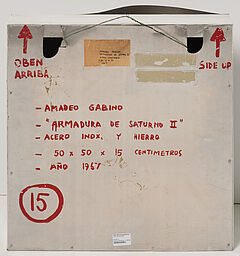 OBEN
ARRIBA
SIDE UP
- AMADEO GABINO
- "ARMADURA DE SATURNO II"
- ACERO INOX. Y HIERRO
- 50 X 50 X 15 CENTIMETROS
- AÑO 1967
15